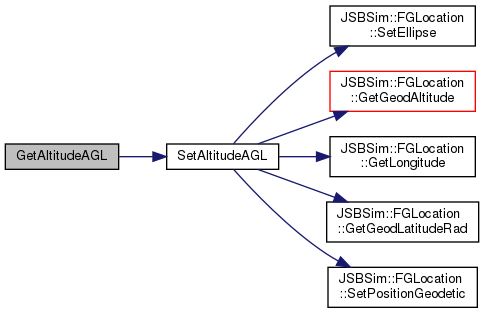 GetAltitudeAGL
SetAltitudeAGL
JSBSim::FGLocation
::SetEllipse
JSBSim::FGLocation
::GetGeodAltitude
JSBSim::FGLocation
::GetLongitude
JSBSim::FGLocation
::GetGeodLatitudeRad
JSBSim::FGLocation
::SetPositionGeodetic